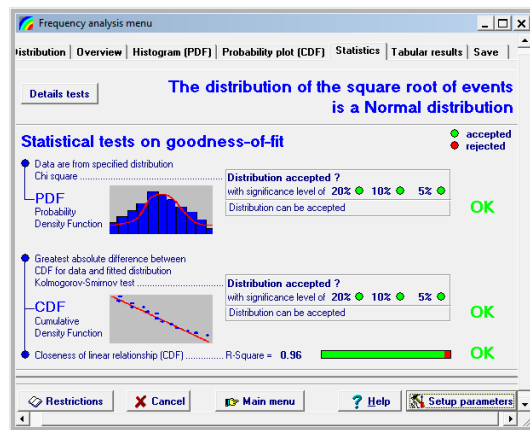 Frequency analysis menu
istribution | Overview | Histogram (PDF) | Probability plot (CDF) | Statistics | Tabular results | Save |
Details tests
The distribution of the square root of events
is a Normal distribution
Statistical tests on goodness-of-fit
accepted
rejected
Data are from specified distribution
Chi square
Distribution accepted ?
with significance level of 20% 10% 5%
Distribution can be accepted
OK
PDF
Probability
Density Function
Greatest absolute difference between
CDF for data and fitted distribution
Kolmogorov-Smirnov test
Distribution accepted ?
with significance level of 20% 10% 5%
Distribution can be accepted
OK
CDF
Cumulative
Density Function
Closeness of linear relationship (CDF) R-Square = 0.96 OK
Restrictions Cancel Main menu Help Setup parameters